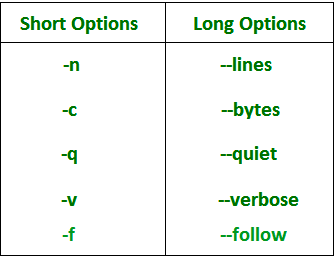 Short Options Long Options
-n --lines
-c --bytes
-q --quiet
-v --verbose
-f --follow